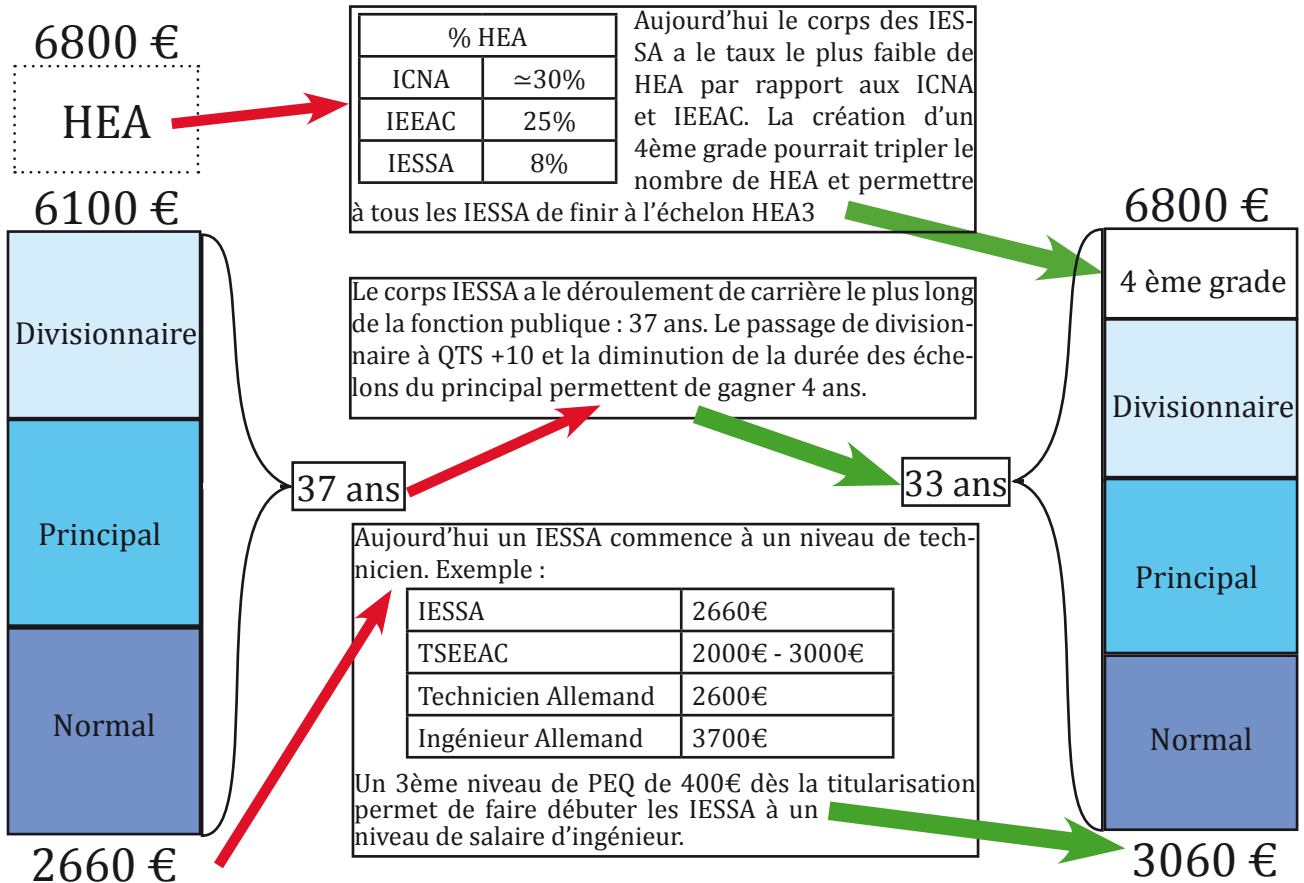 6800 €
HEA
6100 €
Divisionnaire
Principal
Normal
2660 €
37 ans
% HEA
ICNA ≃30%
IEEAC 25%
IESSA 8%
Aujourd’hui le corps des IES-
SA a le taux le plus faible de
HEA par rapport aux ICNA
et IEEAC. La création d’un
4ème grade pourrait tripler le
nombre de HEA et permettre
à tous les IESSA de finir à l’échelon HEA3
Le corps IESSA a le déroulement de carrière le plus long
de la fonction publique : 37 ans. Le passage de division-
naire à QTS +10 et la diminution de la durée des éche-
lons du principal permettent de gagner 4 ans.
Aujourd’hui un IESSA commence à un niveau de tech-
nicien. Exemple :
IESSA 2660€
TSEEAC 2000€ - 3000€
Technicien Allemand 2600€
Ingénieur Allemand 3700€
Un 3ème niveau de PEQ de 400€ dès la titularisation
permet de faire débuter les IESSA à un
niveau de salaire d’ingénieur.
33 ans
6800 €
4 ème grade
Divisionnaire
Principal
Normal
3060 €